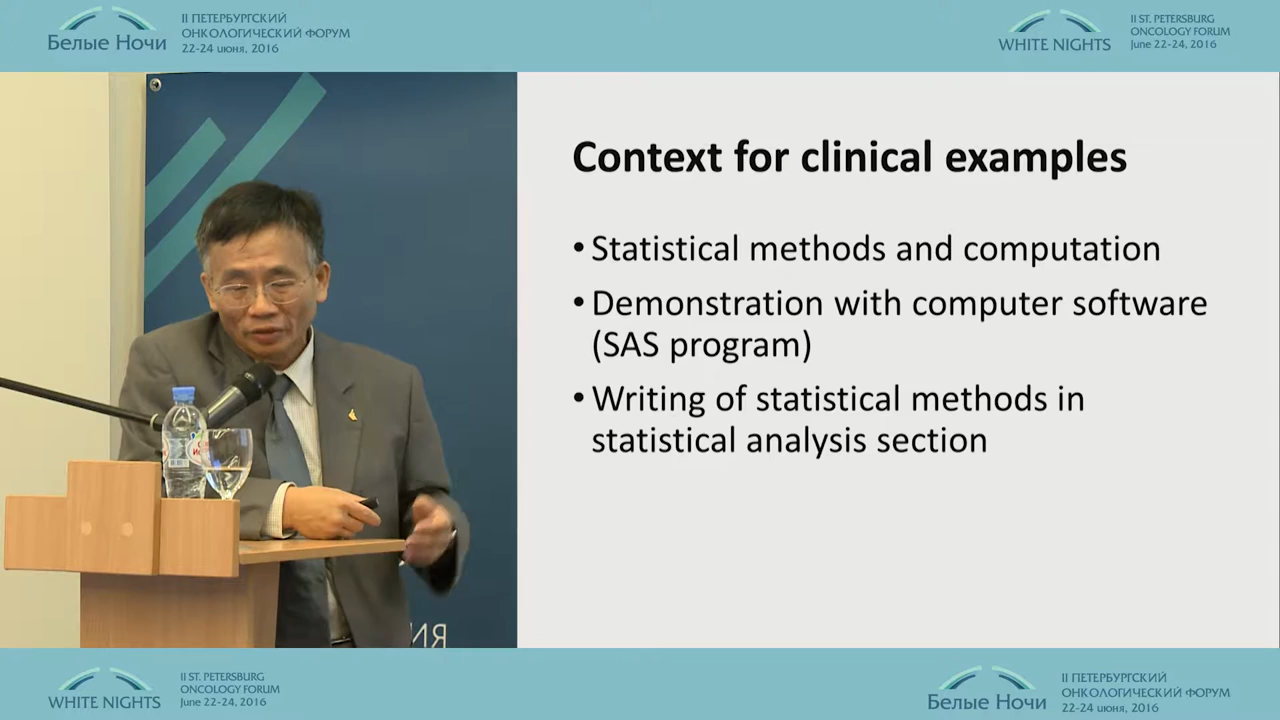 Белые Ночи
II ПЕТЕРБУРГСКИЙ
ОНКОЛОГИЧЕСКИЙ ФОРУМ
22-24 июня, 2016
WHITE NIGHTS
II ST. PETERSBURG
ONCOLOGY FORUM
June 22-24, 2016
Context for clinical examples
• Statistical methods and computation
• Demonstration with computer software
(SAS program)
• Writing of statistical methods in
statistical analysis section
WHITE NIGHTS
II ST. PETERSBURG
ONCOLOGY FORUM
June 22-24, 2016
Белые Ночи
II ПЕТЕРБУРГСКИЙ
ОНКОЛОГИЧЕСКИЙ ФОРУМ
22-24 июня, 2016